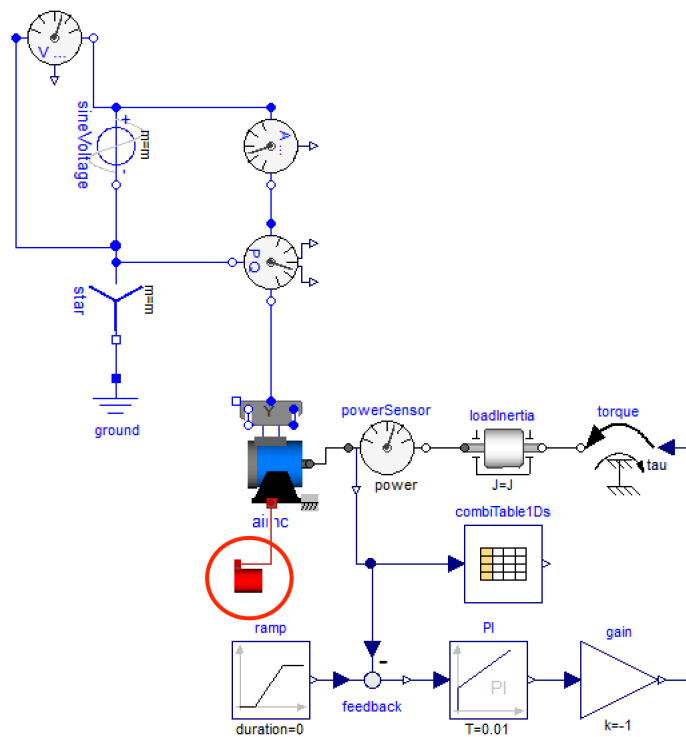 V ...
sineVoltage
m=m
+
-
A...
P Q
star
m=m
ground
Y
powerSensor
loadInertia
torque
tau
power
J=J
aimc
combiTable1Ds
ramp
PI
gain
-
PI
feedback
duration=0
T=0.01
k=-1